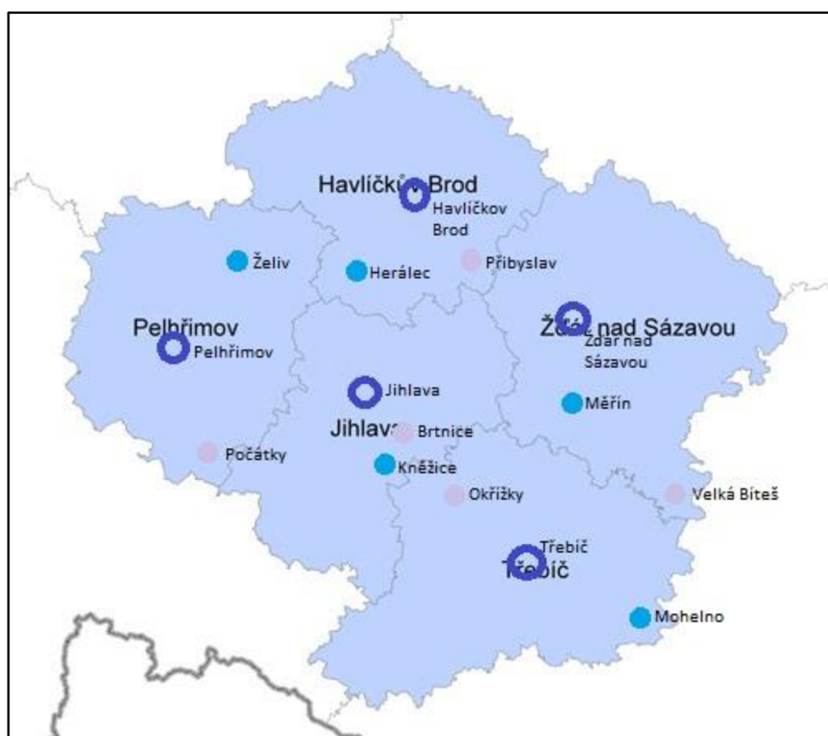 Havlíčkův Brod
Havlíčkov
Brod
Želiv
Herálec
Přibyslav
Pelhřimov
Pelhřimov
Žďár nad Sázavou
Zdar nad
Sázavou
Jihlava
Měřín
Jihlava
Brtnice
Počátky
Kněžice
Okřížky
Velká Bíteš
Třebíč
Třebíč
Mohelno